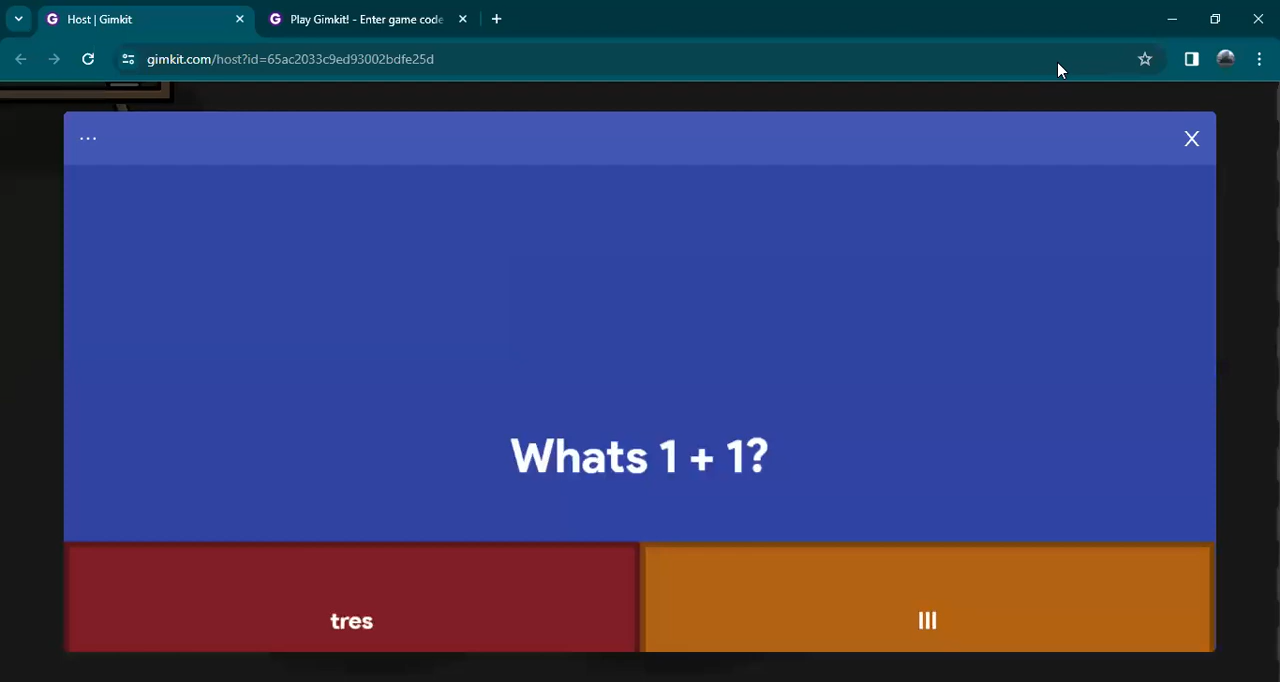 Host | Gimkit
Play Gimkit! - Enter game code
gimkit.com/host?id=65ac2033c9ed93002bdfe25d
...
X
Whats 1 + 1?
tres
III